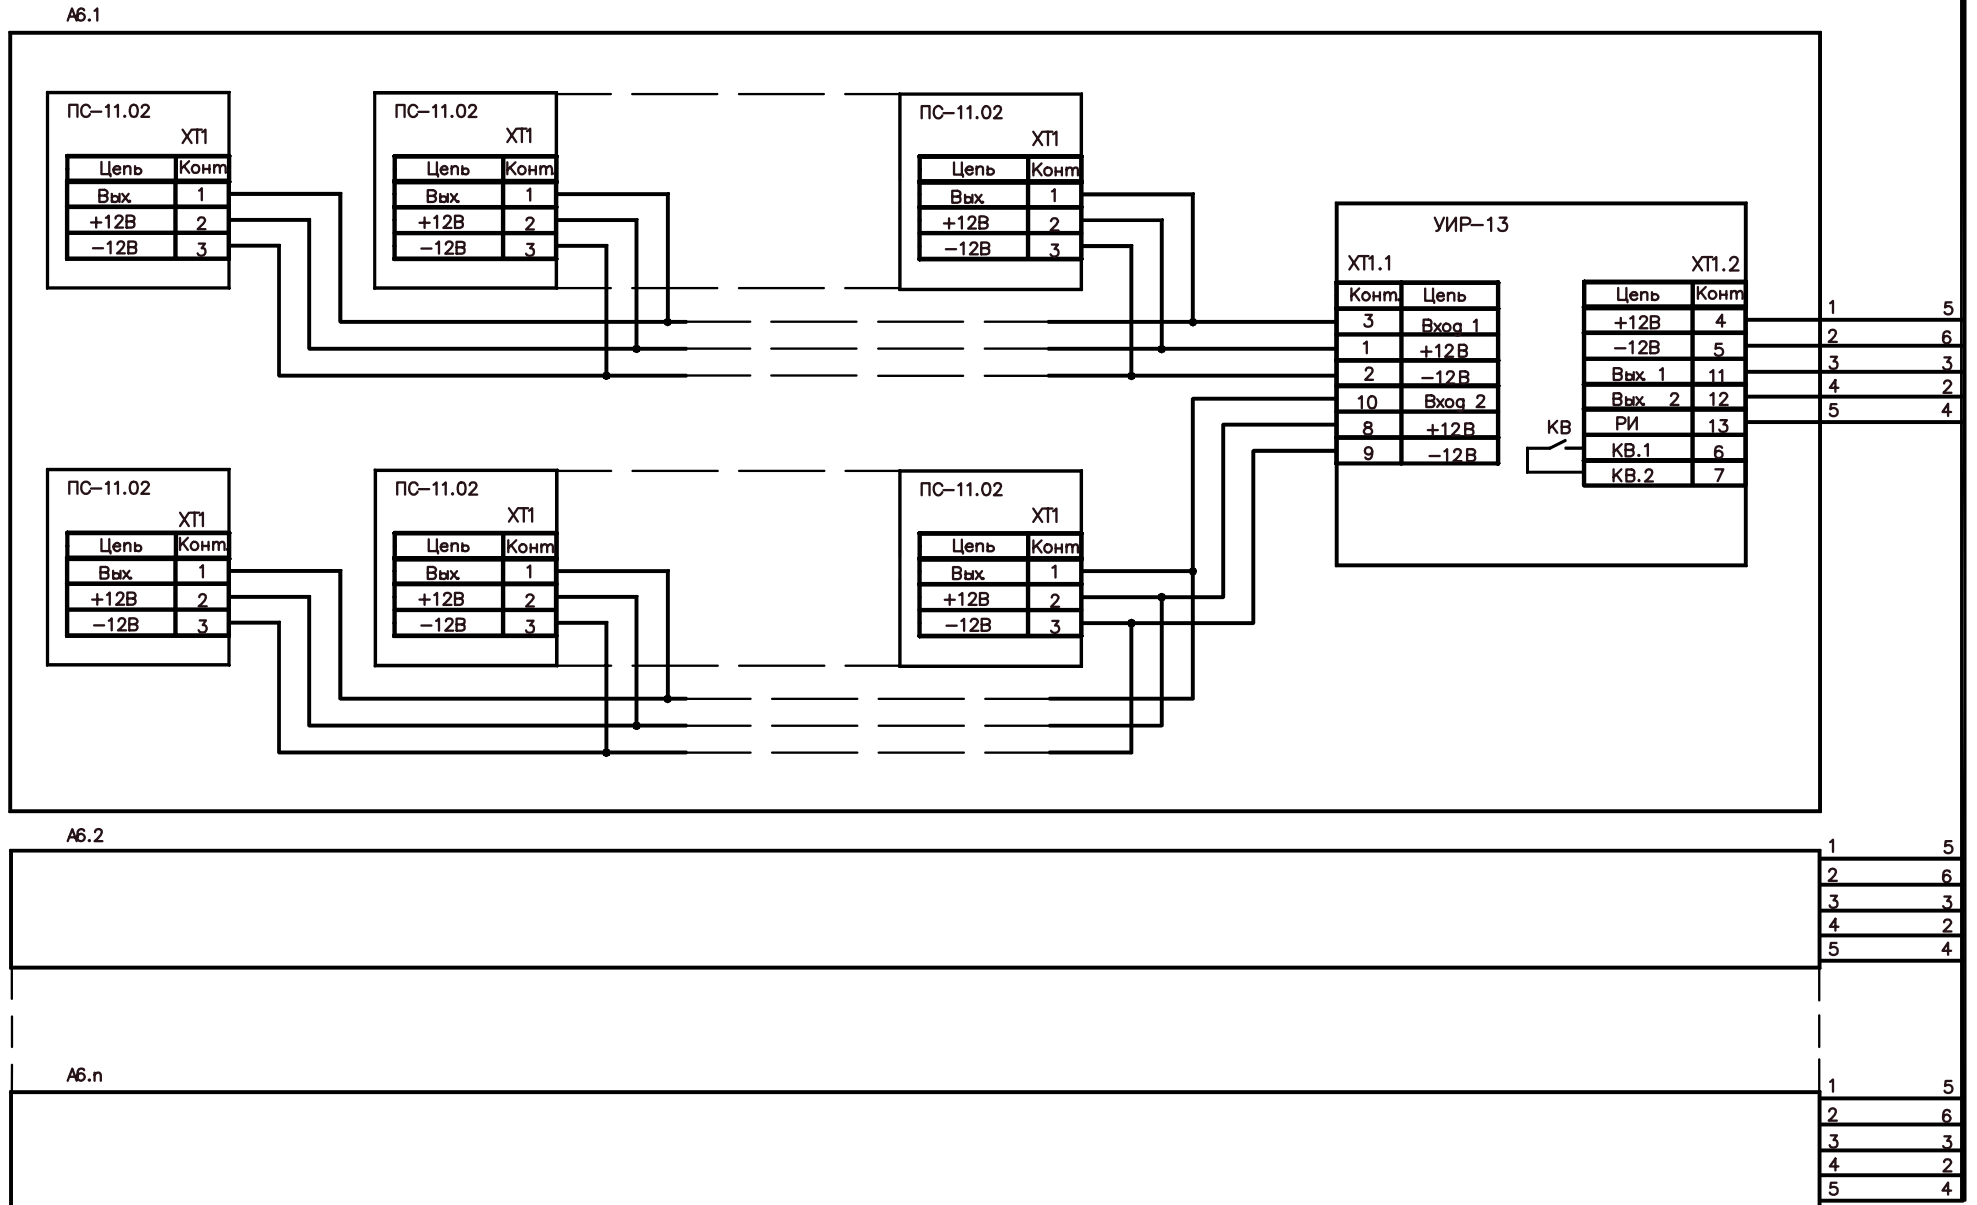 А6.1
ПС-11.02 ПС-11.02 ПС-11.02
ХТ1 ХТ1 ХТ1
Цепь Конт. Цепь Конт. Цепь Конт.
Вых. 1 Вых. 1 Вых. 1
+12В 2 +12В 2 +12В 2
-12В 3 -12В 3 -12В 3
УИР-13
ХТ1.1 ХТ1.2
Конт. Цепь Цепь Конт.
3 Вход 1 +12В 4 1 5
1 +12В -12В 5 2 6
2 -12В Вых. 1 11 3 3
10 Вход 2 Вых. 2 12 4 2
8 +12В КВ РИ 13 5 4
9 -12В КВ.1 6
КВ.2 7
ПС-11.02 ПС-11.02 ПС-11.02
ХТ1 ХТ1 ХТ1
Цепь Конт. Цепь Конт. Цепь Конт.
Вых. 1 Вых. 1 Вых. 1
+12В 2 +12В 2 +12В 2
-12В 3 -12В 3 -12В 3
А6.2
1 5
2 6
3 3
4 2
5 4
А6.n
1 5
2 6
3 3
4 2
5 4